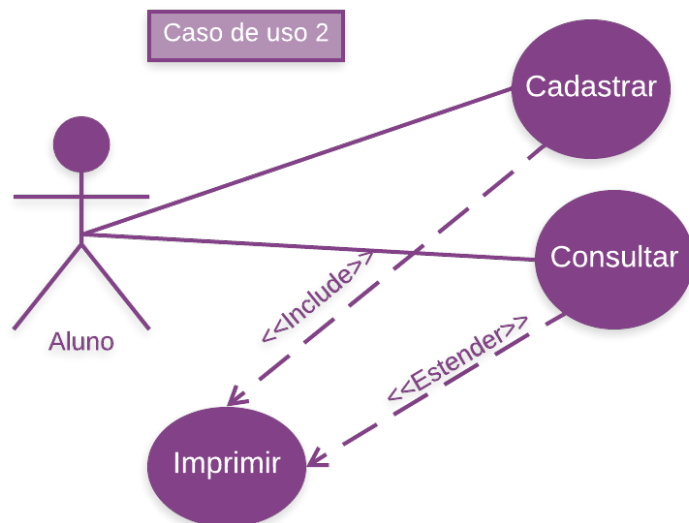 Caso de uso 2
Cadastrar
Consultar
<<Include>>
Aluno
<<Estender>>
Imprimir